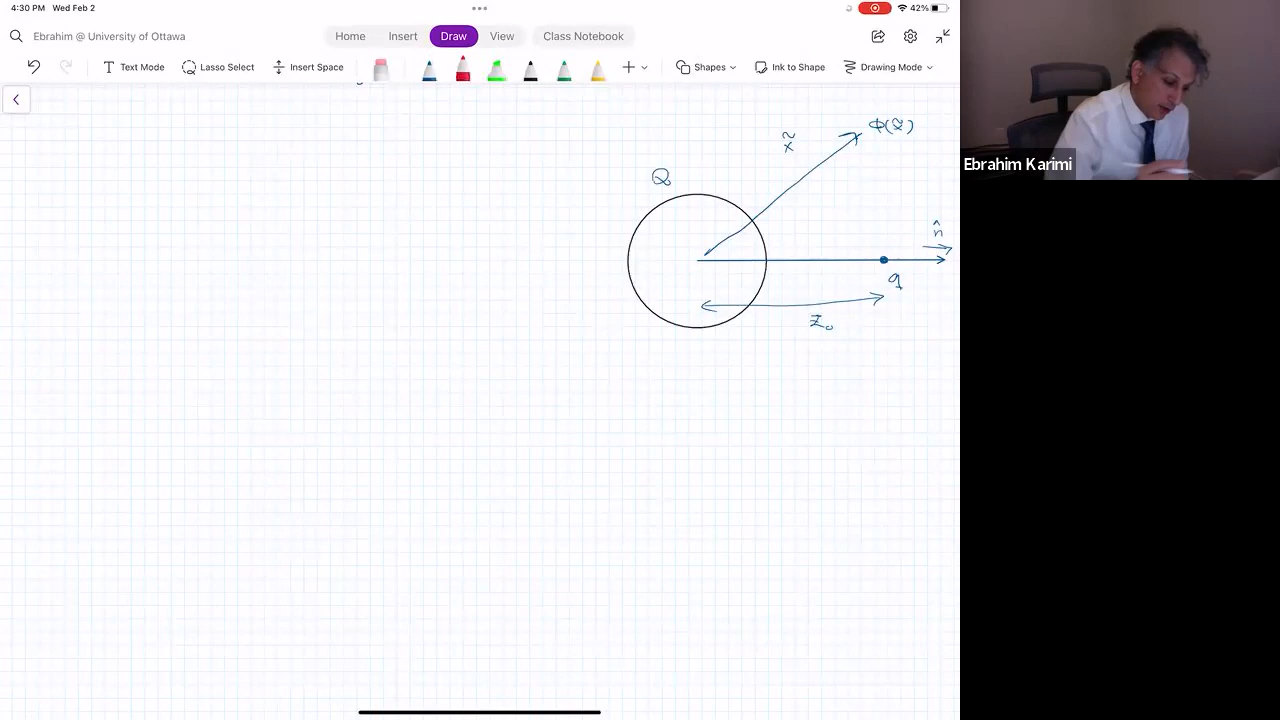 4:30 PM Wed Feb 2
42%
Ebrahim @ University of Ottawa
Home Insert Draw View Class Notebook
Text Mode Lasso Select Insert Space Shapes Ink to Shape Drawing Mode
Φ(x̃)
x̃
Q
n̂
q
z₀
Ebrahim Karimi